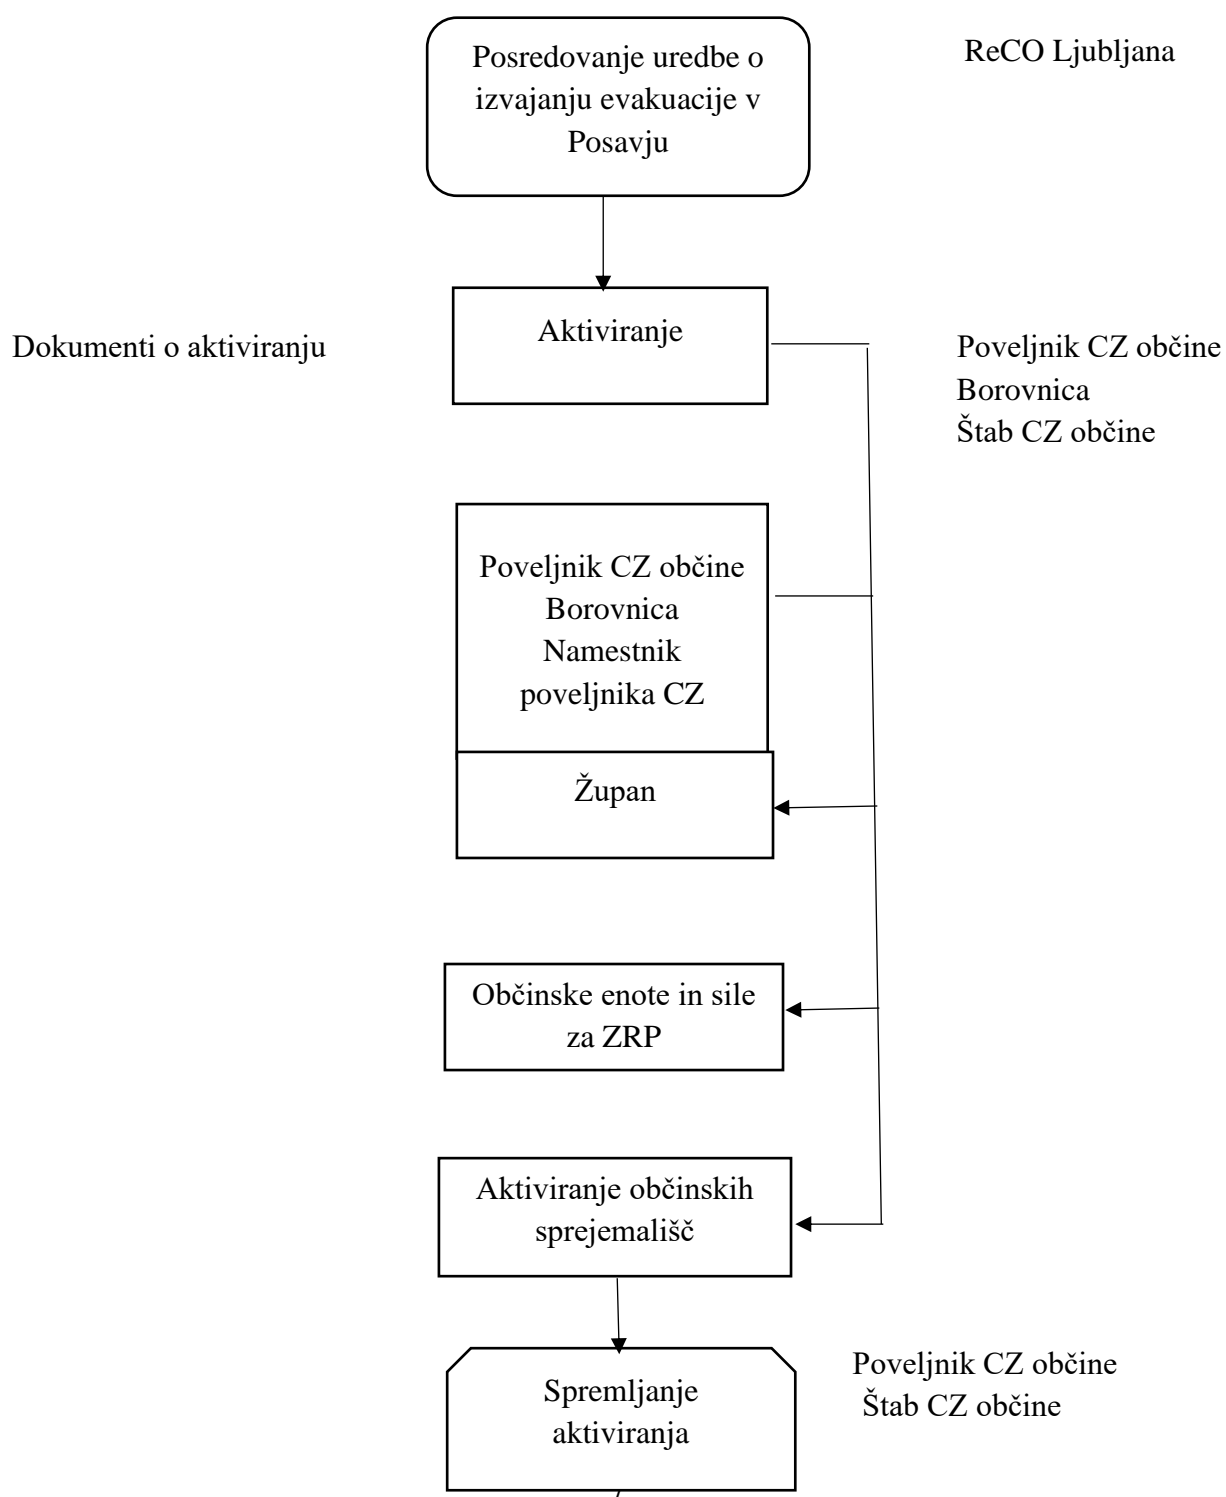 Posredovanje uredbe o
izvajanju evakuacije v
Posavju
ReCO Ljubljana
Aktiviranje
Dokumenti o aktiviranju
Poveljnik CZ občine
Borovnica
Štab CZ občine
Poveljnik CZ občine
Borovnica
Namestnik
poveljnika CZ
Župan
Občinske enote in sile
za ZRP
Aktiviranje občinskih
sprejemališč
Spremljanje
aktiviranja
Poveljnik CZ občine
Štab CZ občine